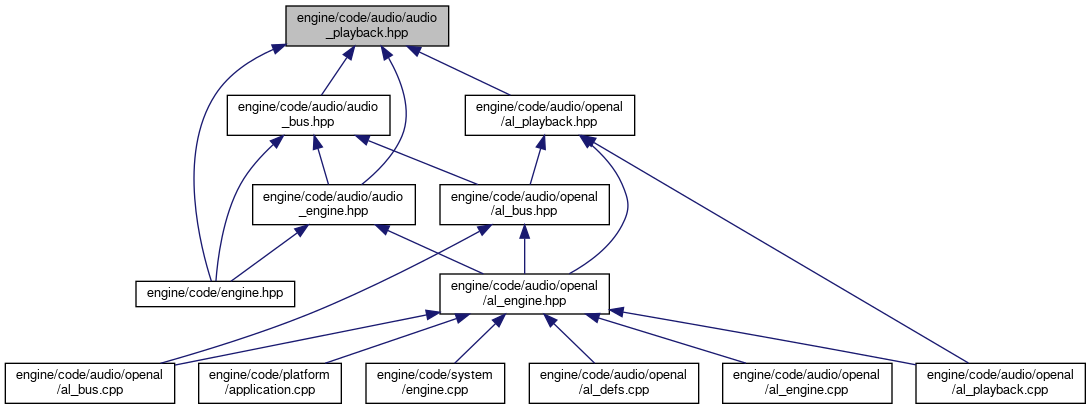 engine/code/audio/audio
_playback.hpp
engine/code/audio/audio
_bus.hpp
engine/code/audio/openal
/al_playback.hpp
engine/code/audio/audio
_engine.hpp
engine/code/audio/openal
/al_bus.hpp
engine/code/engine.hpp
engine/code/audio/openal
/al_engine.hpp
engine/code/audio/openal
/al_bus.cpp
engine/code/platform
/application.cpp
engine/code/system
/engine.cpp
engine/code/audio/openal
/al_defs.cpp
engine/code/audio/openal
/al_engine.cpp
engine/code/audio/openal
/al_playback.cpp